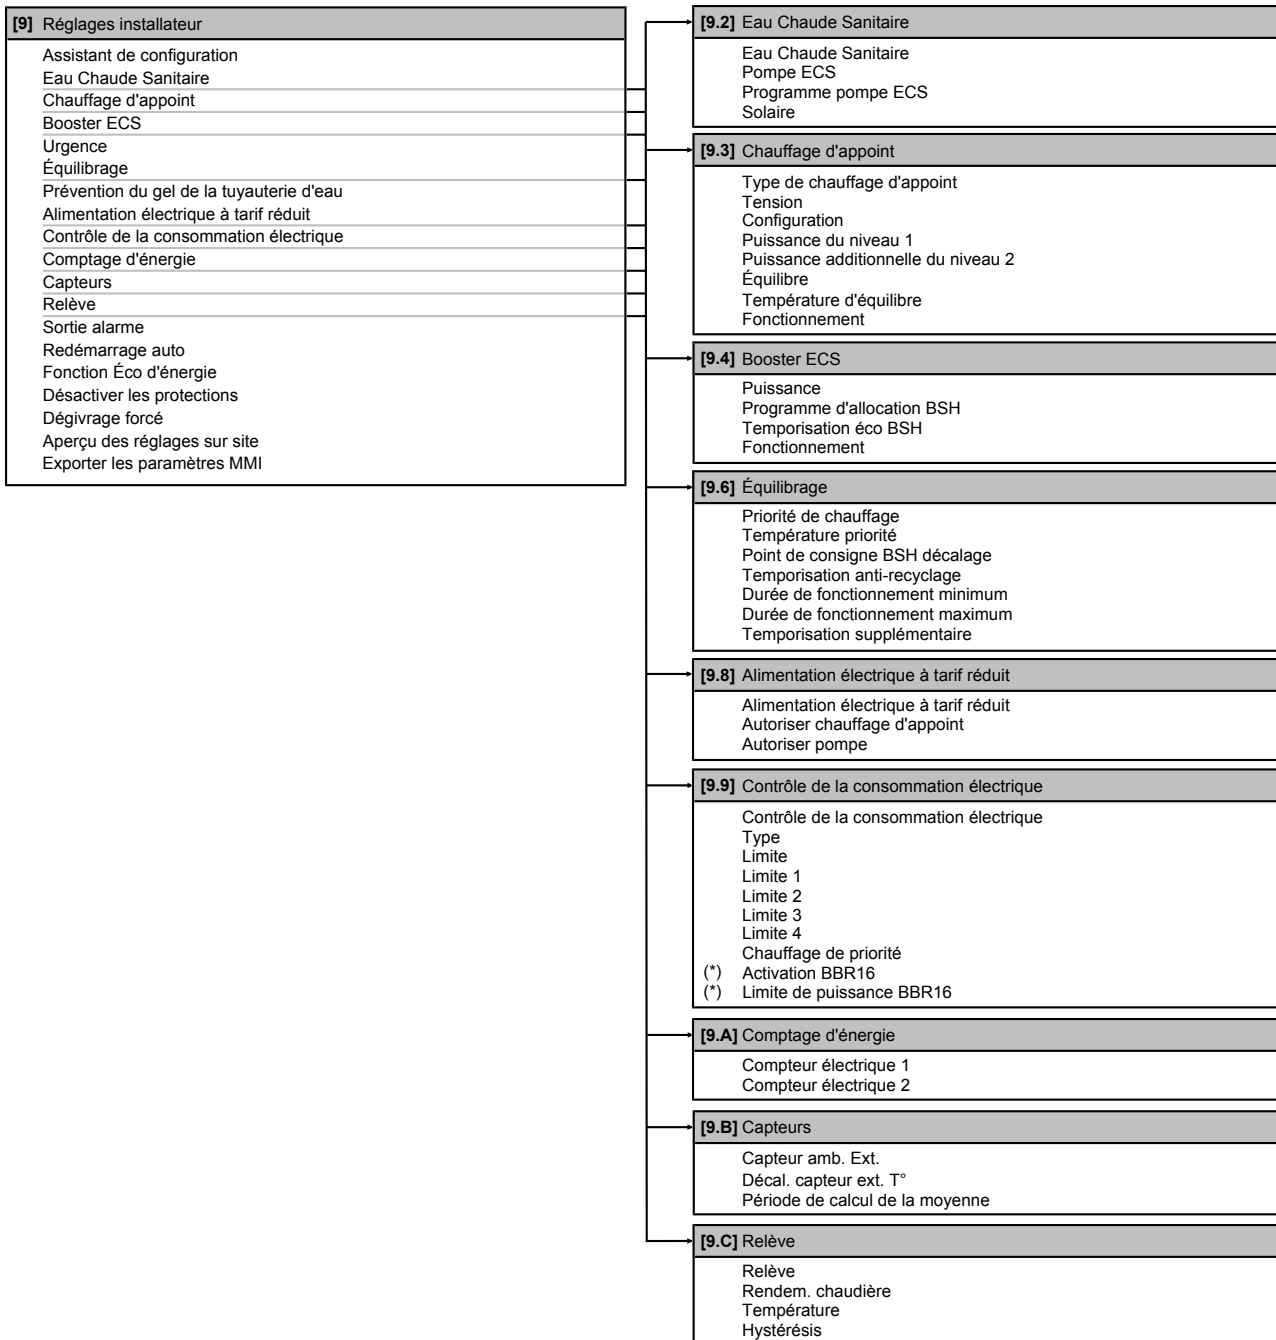 [9] Réglages installateur
Assistant de configuration
Eau Chaude Sanitaire
Chauffage d'appoint
Booster ECS
Urgence
Équilibrage
Prévention du gel de la tuyauterie d'eau
Alimentation électrique à tarif réduit
Contrôle de la consommation électrique
Comptage d'énergie
Capteurs
Relève
Sortie alarme
Redémarrage auto
Fonction Éco d'énergie
Désactiver les protections
Dégivrage forcé
Aperçu des réglages sur site
Exporter les paramètres MMI
[9.2] Eau Chaude Sanitaire
Eau Chaude Sanitaire
Pompe ECS
Programme pompe ECS
Solaire
[9.3] Chauffage d'appoint
Type de chauffage d'appoint
Tension
Configuration
Puissance du niveau 1
Puissance additionnelle du niveau 2
Équilibre
Température d'équilibre
Fonctionnement
[9.4] Booster ECS
Puissance
Programme d'allocation BSH
Temporisation éco BSH
Fonctionnement
[9.6] Équilibrage
Priorité de chauffage
Température priorité
Point de consigne BSH décalage
Temporisation anti-recyclage
Durée de fonctionnement minimum
Durée de fonctionnement maximum
Temporisation supplémentaire
[9.8] Alimentation électrique à tarif réduit
Alimentation électrique à tarif réduit
Autoriser chauffage d'appoint
Autoriser pompe
[9.9] Contrôle de la consommation électrique
Contrôle de la consommation électrique
Type
Limite
Limite 1
Limite 2
Limite 3
Limite 4
Chauffage de priorité
(*) Activation BBR16
(*) Limite de puissance BBR16
[9.A] Comptage d'énergie
Compteur électrique 1
Compteur électrique 2
[9.B] Capteurs
Capteur amb. Ext.
Décal. capteur ext. T°
Période de calcul de la moyenne
[9.C] Relève
Relève
Rendem. chaudière
Température
Hystérésis